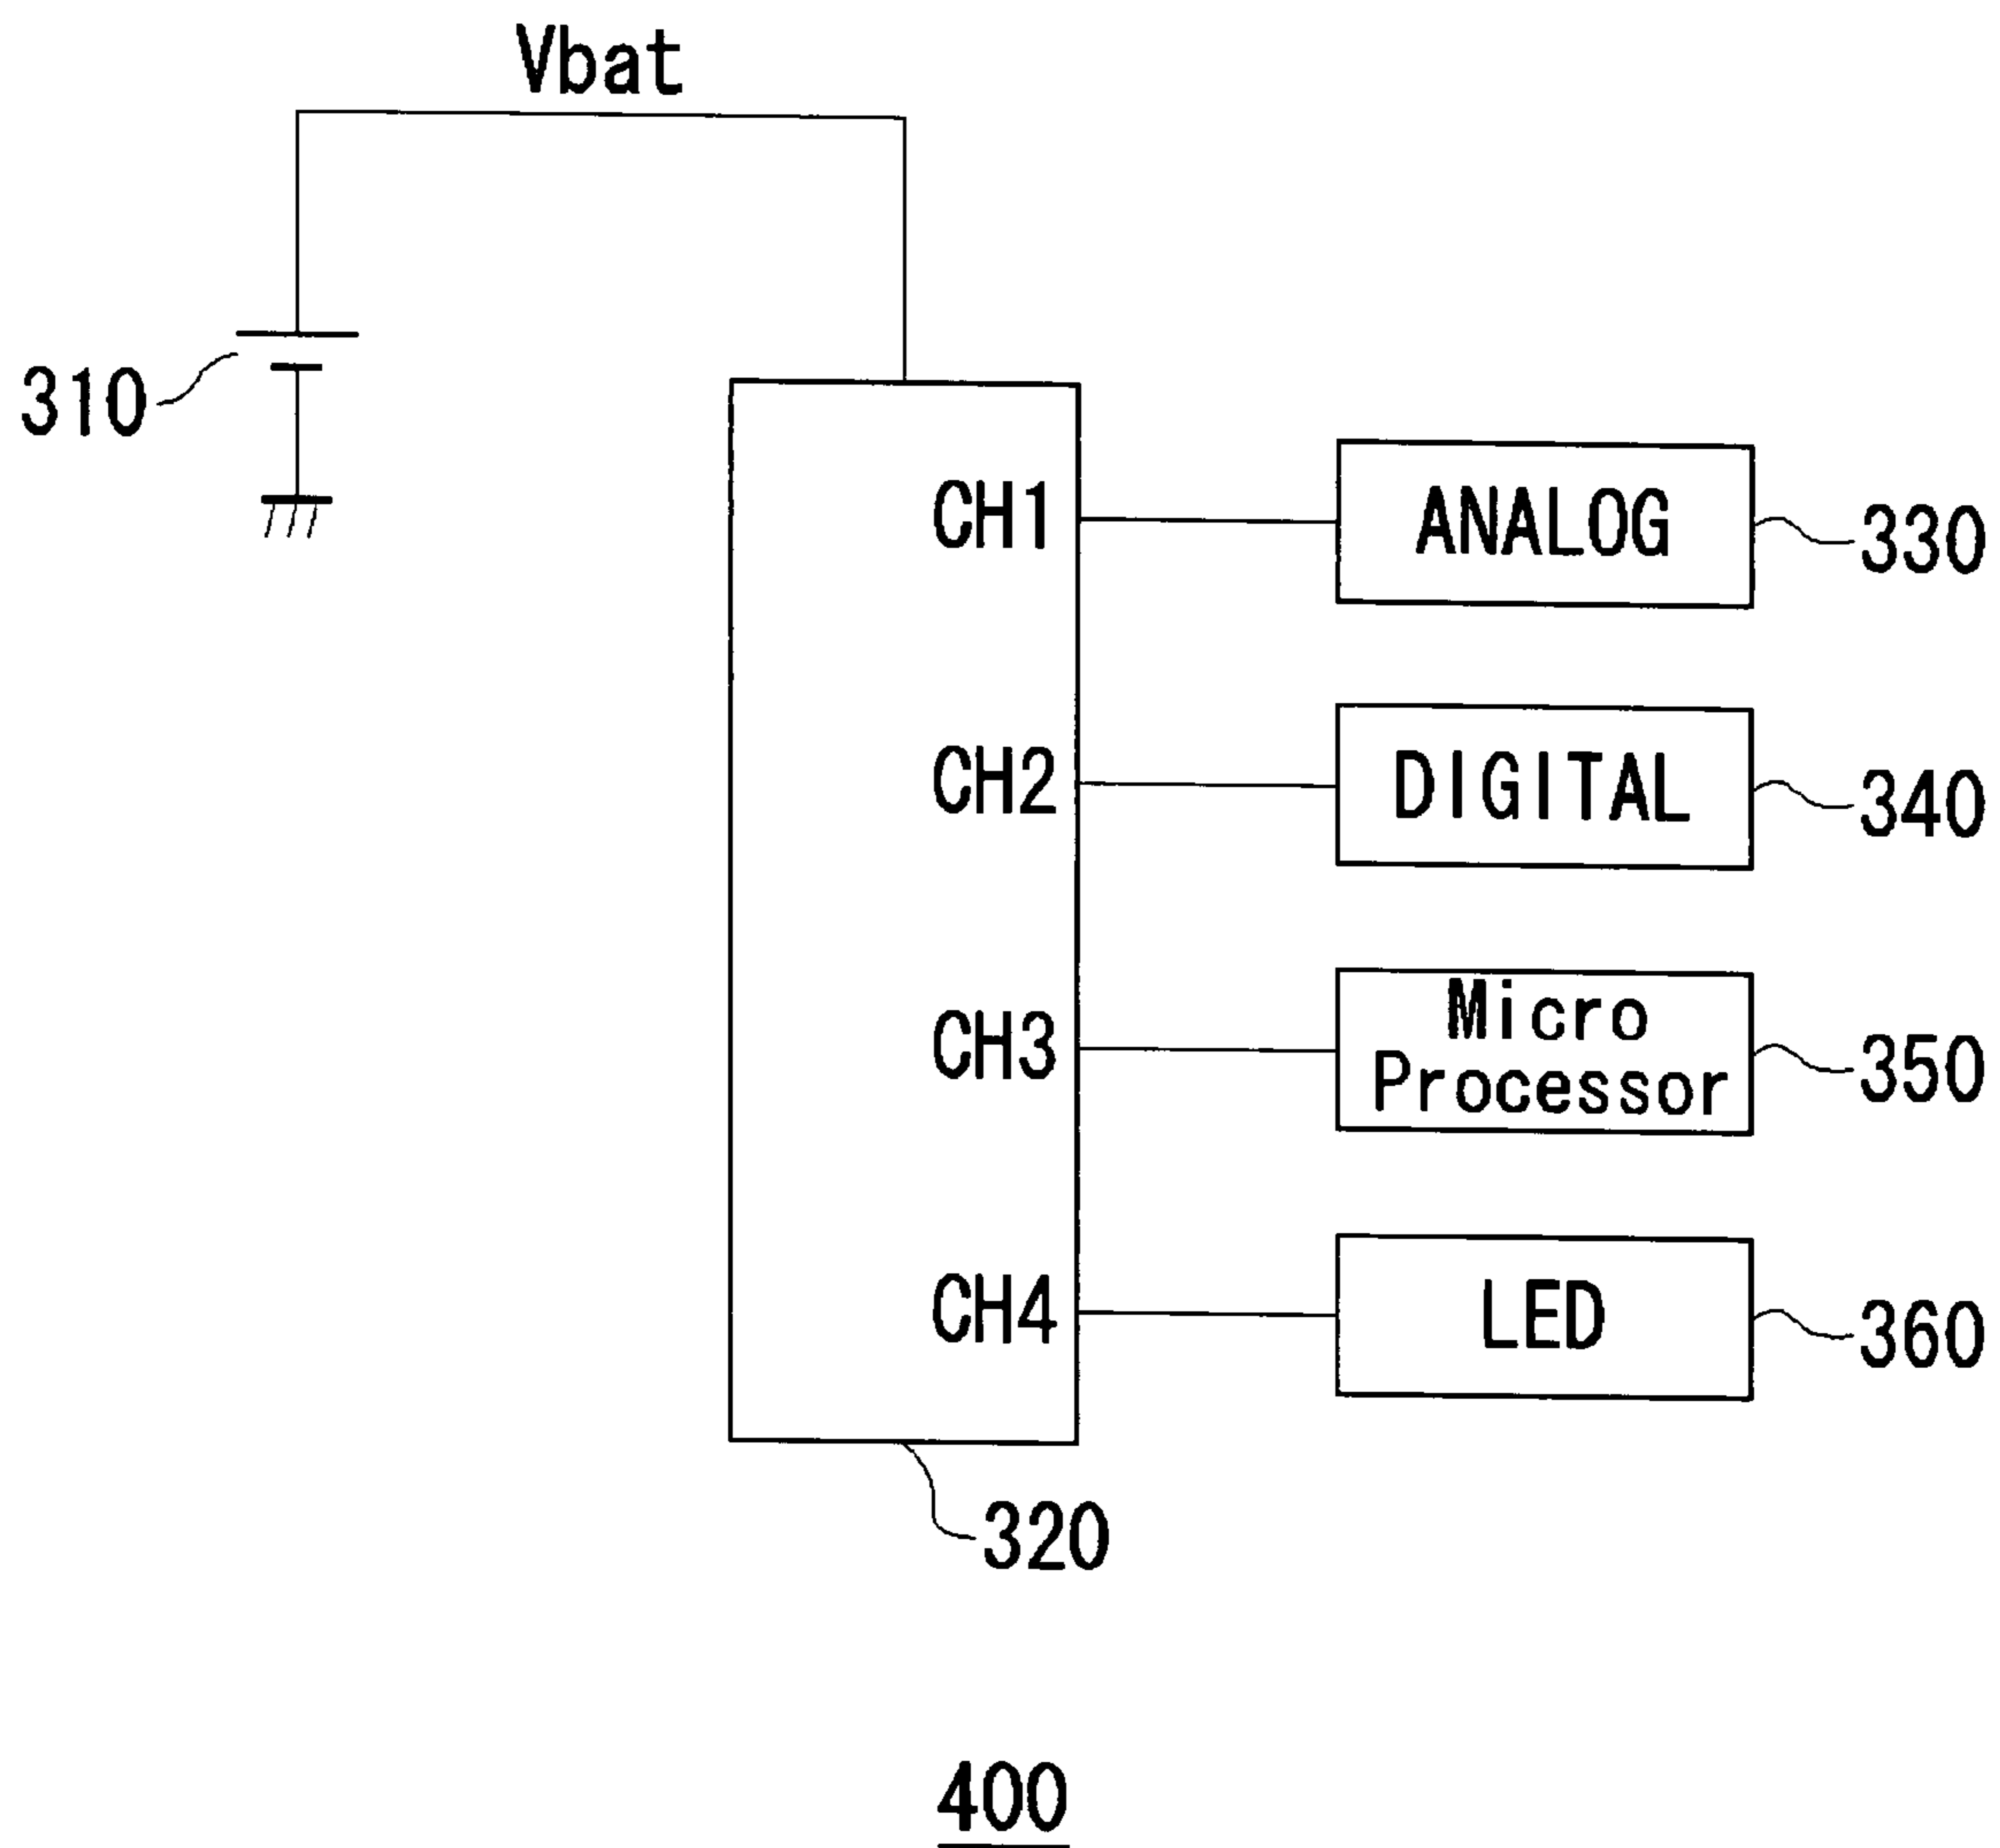 Vbat
310
CH1
ANALOG
330
CH2
DIGITAL
340
CH3
Micro
Processor
350
CH4
LED
360
320
400